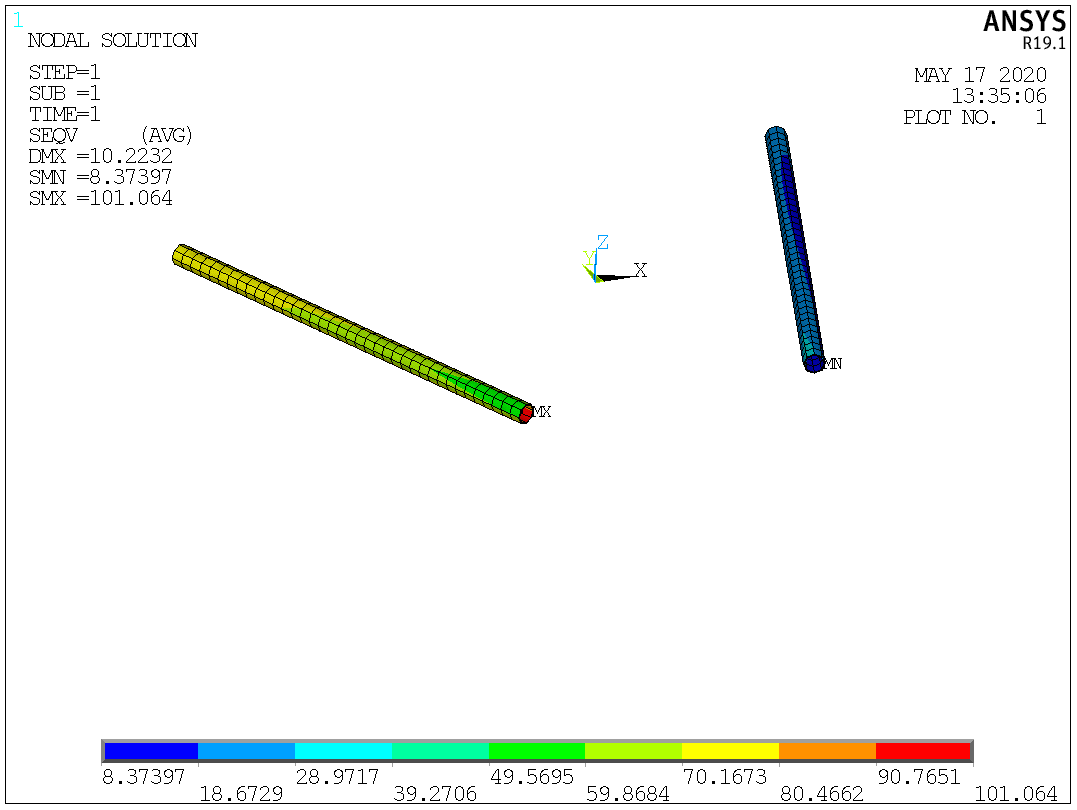 1
ANSYS
R19.1
NODAL SOLUTION
STEP=1
SUB =1
TIME=1
SEQV (AVG)
DMX =10.2232
SMN =8.37397
SMX =101.064
MAY 17 2020
13:35:06
PLOT NO. 1
Z
Y
X
MN
MX
8.37397 28.9717 49.5695 70.1673 90.7651
18.6729 39.2706 59.8684 80.4662 101.064